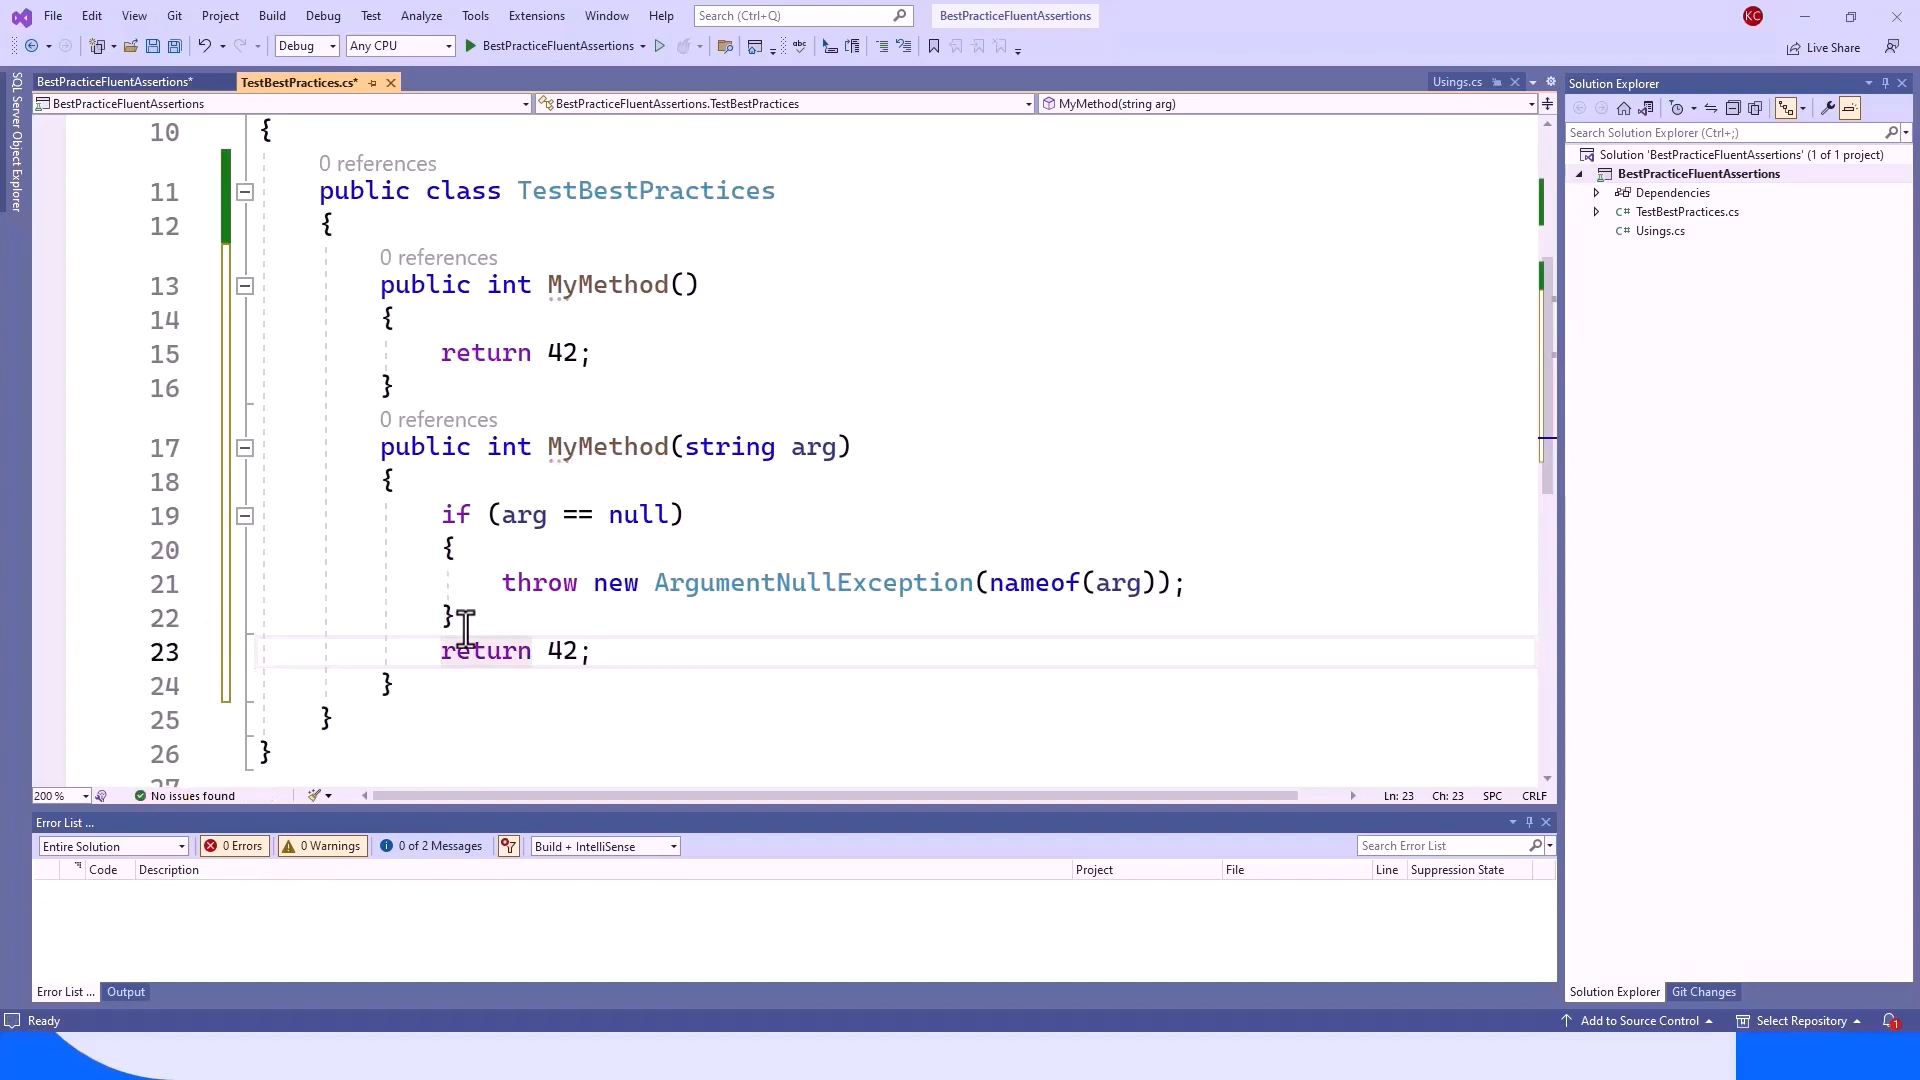 File Edit View Git Project Build Debug Test Analyze Tools Extensions Window Help Search (Ctrl+Q) BestPracticeFluentAssertions KC
Debug Any CPU BestPracticeFluentAssertions Live Share
SQL Server Object Explorer
BestPracticeFluentAssertions* TestBestPractices.cs* Usings.cs
BestPracticeFluentAssertions BestPracticeFluentAssertions.TestBestPractices MyMethod(string arg)
10 {
0 references
11 public class TestBestPractices
12 {
0 references
13 public int MyMethod()
14 {
15 return 42;
16 }
0 references
17 public int MyMethod(string arg)
18 {
19 if (arg == null)
20 {
21 throw new ArgumentNullException(nameof(arg));
22 }
23 return 42;
24 }
25 }
26 }
27
200 % No issues found Ln: 23 Ch: 23 SPC CRLF
Error List ...
Entire Solution 0 Errors 0 Warnings 0 of 2 Messages Build + IntelliSense Search Error List
Code Description Project File Line Suppression State
Error List ... Output
Solution Explorer
Search Solution Explorer (Ctrl+;)
Solution 'BestPracticeFluentAssertions' (1 of 1 project)
BestPracticeFluentAssertions
Dependencies
C# TestBestPractices.cs
C# Usings.cs
Solution Explorer Git Changes
Ready Add to Source Control Select Repository 1